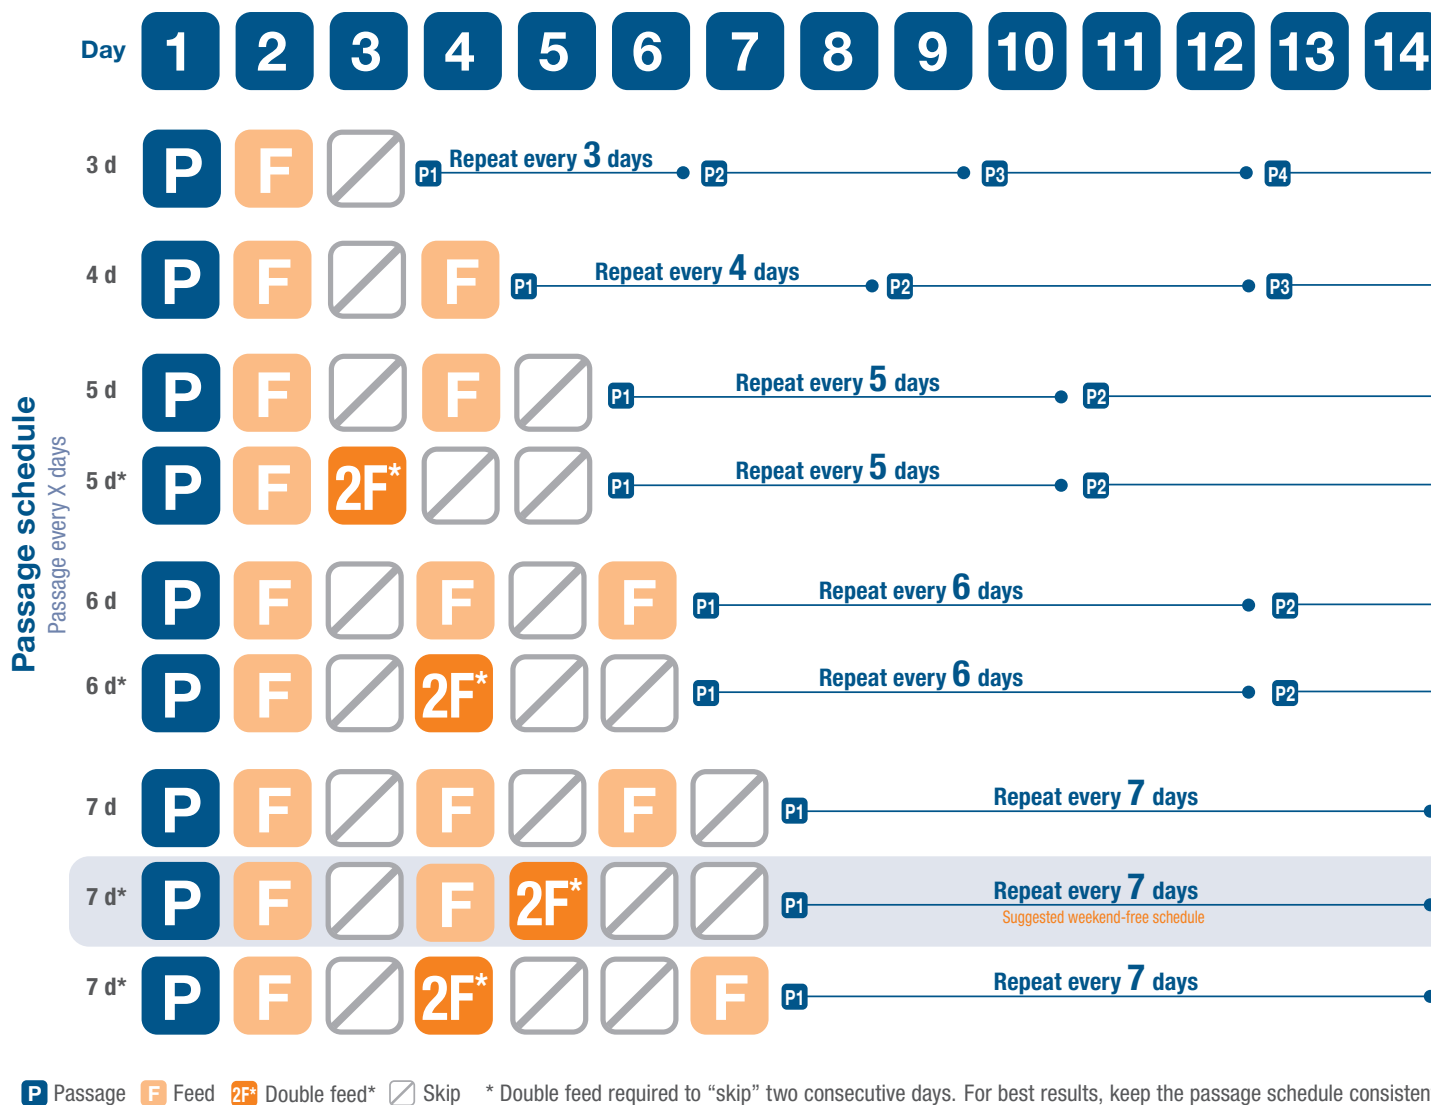 Day 1 2 3 4 5 6 7 8 9 10 11 12 13 14
Passage schedule
Passage every X days
3 d P F P1 Repeat every 3 days P2 P3 P4
4 d P F F P1 Repeat every 4 days P2 P3
5 d P F F P1 Repeat every 5 days P2
5 d* P F 2F* P1 Repeat every 5 days P2
6 d P F F F P1 Repeat every 6 days P2
6 d* P F 2F* P1 Repeat every 6 days P2
7 d P F F F P1 Repeat every 7 days
7 d* P F F 2F* P1 Repeat every 7 days
Suggested weekend-free schedule
7 d* P F 2F* F P1 Repeat every 7 days
P Passage F Feed 2F* Double feed* Skip * Double feed required to “skip” two consecutive days. For best results, keep the passage schedule consisten